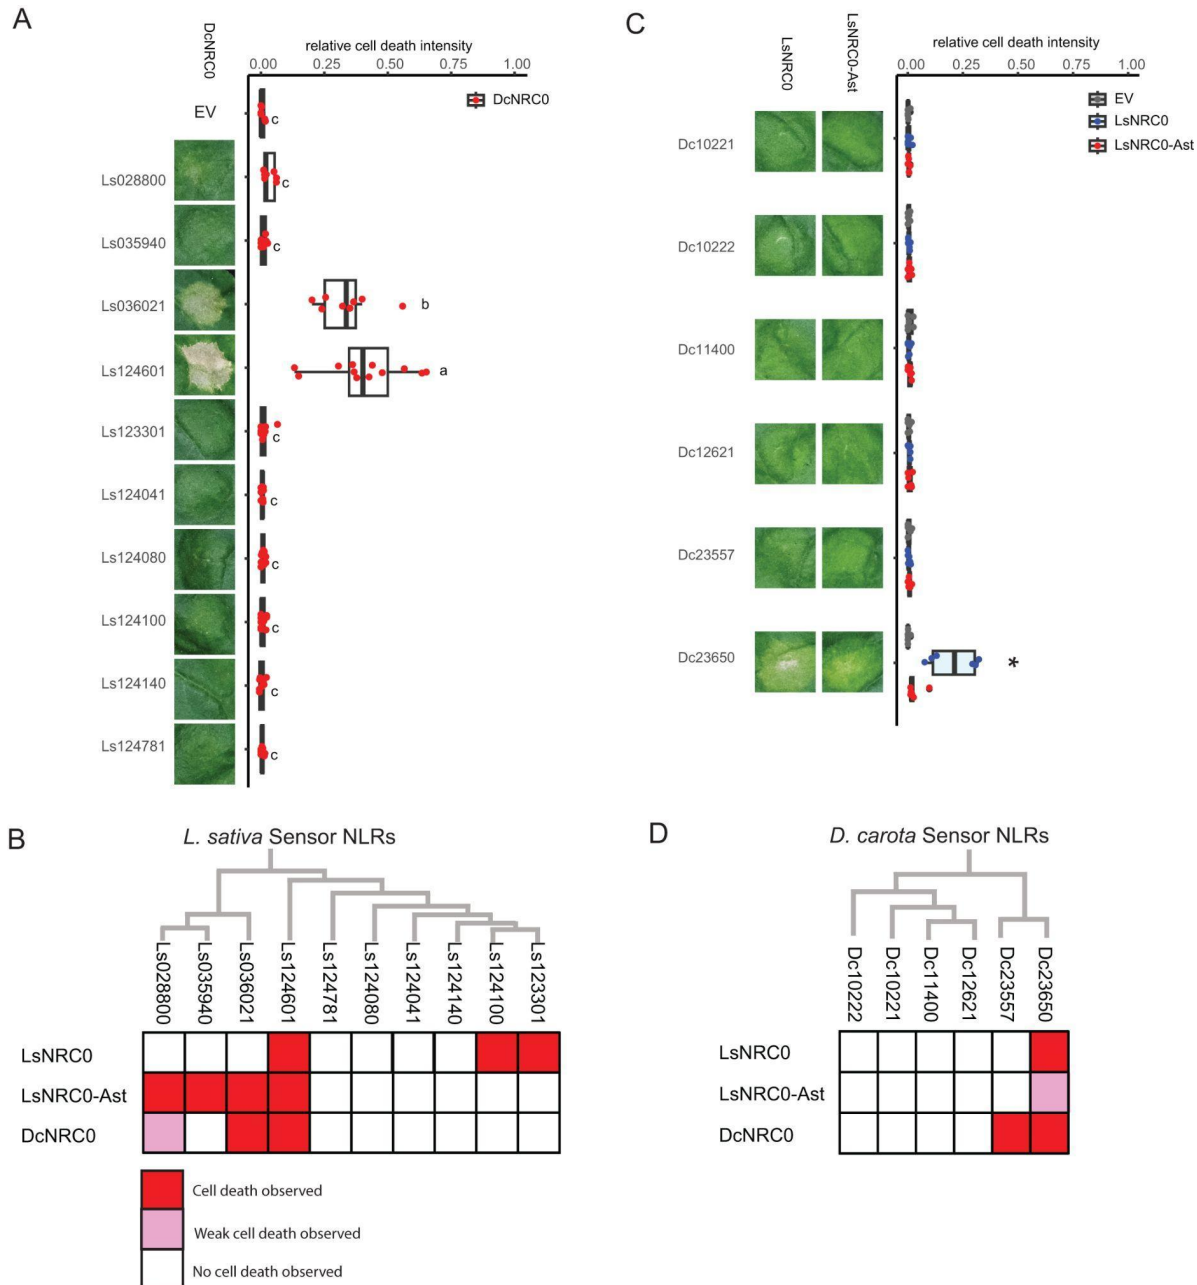 A
DcNRC0
relative cell death intensity
0.00 0.25 0.50 0.75 1.00
DcNRC0
EV
c
Ls028800
c
Ls035940
c
Ls036021
b
Ls124601
a
Ls123301
c
Ls124041
c
Ls124080
c
Ls124100
c
Ls124140
c
Ls124781
c
C
LsNRC0
LsNRC0-Ast
relative cell death intensity
0.00 0.25 0.50 0.75 1.00
EV
LsNRC0
LsNRC0-Ast
Dc10221
Dc10222
Dc11400
Dc12621
Dc23557
Dc23650
*
B
L. sativa Sensor NLRs
Ls028800
Ls035940
Ls036021
Ls124601
Ls124781
Ls124080
Ls124041
Ls124140
Ls124100
Ls123301
LsNRC0
LsNRC0-Ast
DcNRC0
Cell death observed
Weak cell death observed
No cell death observed
D
D. carota Sensor NLRs
Dc10222
Dc10221
Dc11400
Dc12621
Dc23557
Dc23650
LsNRC0
LsNRC0-Ast
DcNRC0